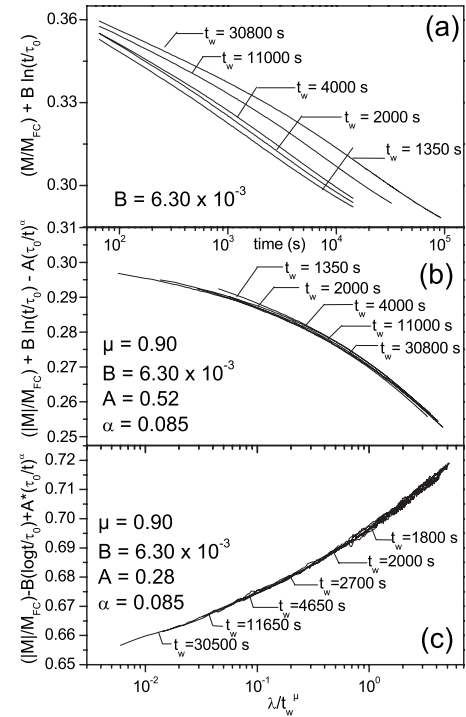 (a)
(M/M_FC) + B ln(t/τ_0)
0.36
0.33
0.30
t_w= 30800 s
t_w= 11000 s
t_w= 4000 s
t_w= 2000 s
t_w= 1350 s
B = 6.30 x 10^-3
10^2 10^3 10^4 10^5
time (s)
(b)
(|M|/M_FC) + B ln(t/τ_0) - A(τ_0/t)^α
0.31
0.30
0.29
0.28
0.27
0.26
0.25
t_w= 1350 s
t_w= 2000 s
t_w= 4000 s
t_w= 11000 s
t_w= 30800 s
μ = 0.90
B = 6.30 x 10^-3
A = 0.52
α = 0.085
(c)
(|M|/M_FC)-B(logt/τ_0)+A*(τ_0/t)^α
0.72
0.71
0.70
0.69
0.68
0.67
0.66
0.65
μ = 0.90
B = 6.30 x 10^-3
A = 0.28
α = 0.085
t_w=1800 s
t_w=2000 s
t_w=2700 s
t_w=4650 s
t_w=11650 s
t_w=30500 s
10^-2 10^-1 10^0
λ/t_w^μ